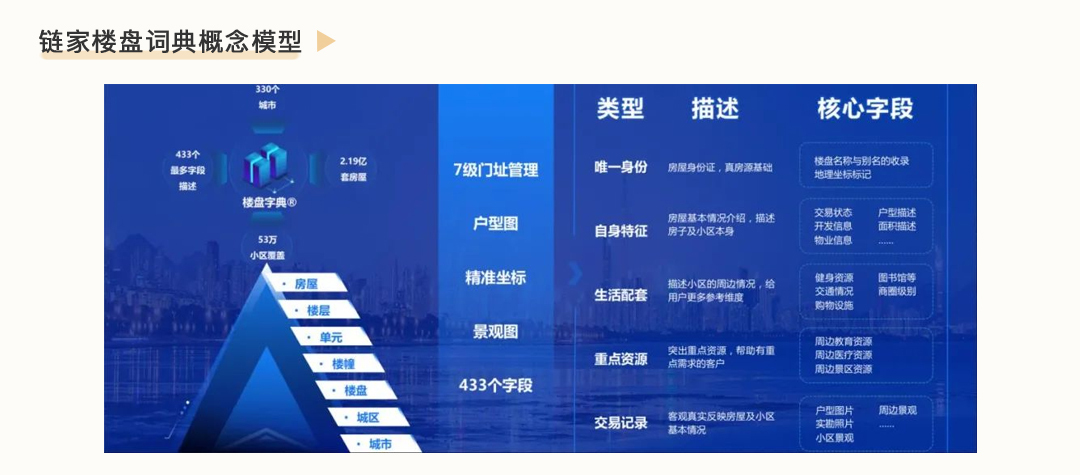 链家楼盘词典概念模型
330个
城市
433个
最多字段
描述
2.19亿
套房屋
楼盘字典®
53万
小区覆盖
房屋
楼层
单元
楼幢
楼盘
城区
城市
7级门址管理
户型图
精准坐标
景观图
433个字段
类型 描述 核心字段
唯一身份
房屋身份证，真房源基础
楼盘名称与别名的收录
地理坐标标记
自身特征
房屋基本情况介绍，描述
房子及小区本身
交易状态 户型描述
开发信息 面积描述
物业信息 ......
生活配套
描述小区的周边情况，给
用户更多参考维度
健身资源 图书馆等
交通情况 商圈级别
购物设施
重点资源
突出重点资源，帮助有重
点需求的客户
周边教育资源
周边医疗资源
周边景区资源
交易记录
客观真实反映房屋及小区
基本情况
户型图片 周边景观
实勘照片 ......
小区景观